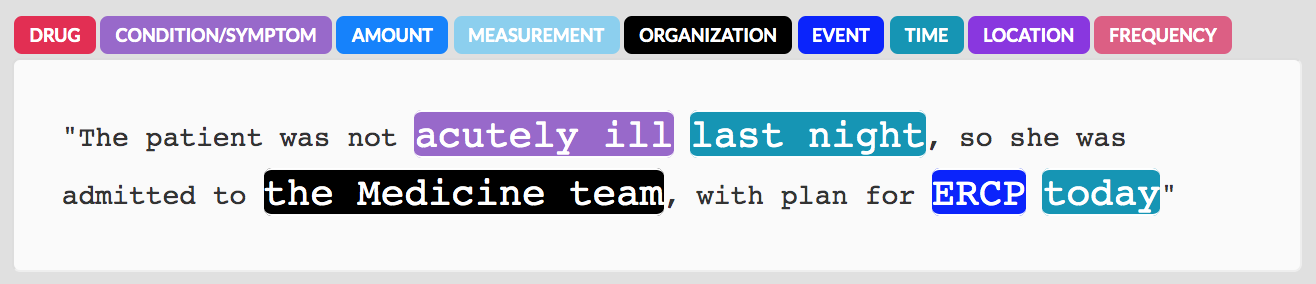 DRUG CONDITION/SYMPTOM AMOUNT MEASUREMENT ORGANIZATION EVENT TIME LOCATION FREQUENCY
"The patient was not acutely ill last night, so she was
admitted to the Medicine team, with plan for ERCP today"